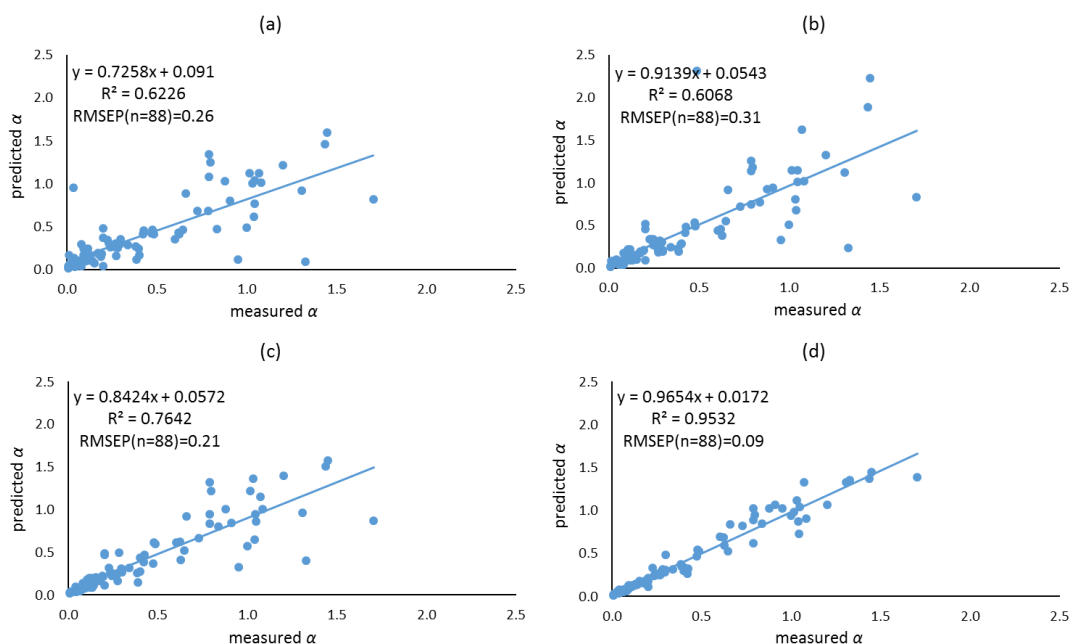 (a)
2.5
2.0
1.5
1.0
0.5
0.0
predicted α
y = 0.7258x + 0.091
R² = 0.6226
RMSEP(n=88)=0.26
0.0 0.5 1.0 1.5 2.0 2.5
measured α
(b)
2.5
2.0
1.5
1.0
0.5
0.0
predicted α
y = 0.9139x + 0.0543
R² = 0.6068
RMSEP(n=88)=0.31
0.0 0.5 1.0 1.5 2.0 2.5
measured α
(c)
2.5
2.0
1.5
1.0
0.5
0.0
predicted α
y = 0.8424x + 0.0572
R² = 0.7642
RMSEP(n=88)=0.21
0.0 0.5 1.0 1.5 2.0 2.5
measured α
(d)
2.5
2.0
1.5
1.0
0.5
0.0
predicted α
y = 0.9654x + 0.0172
R² = 0.9532
RMSEP(n=88)=0.09
0.0 0.5 1.0 1.5 2.0 2.5
measured α